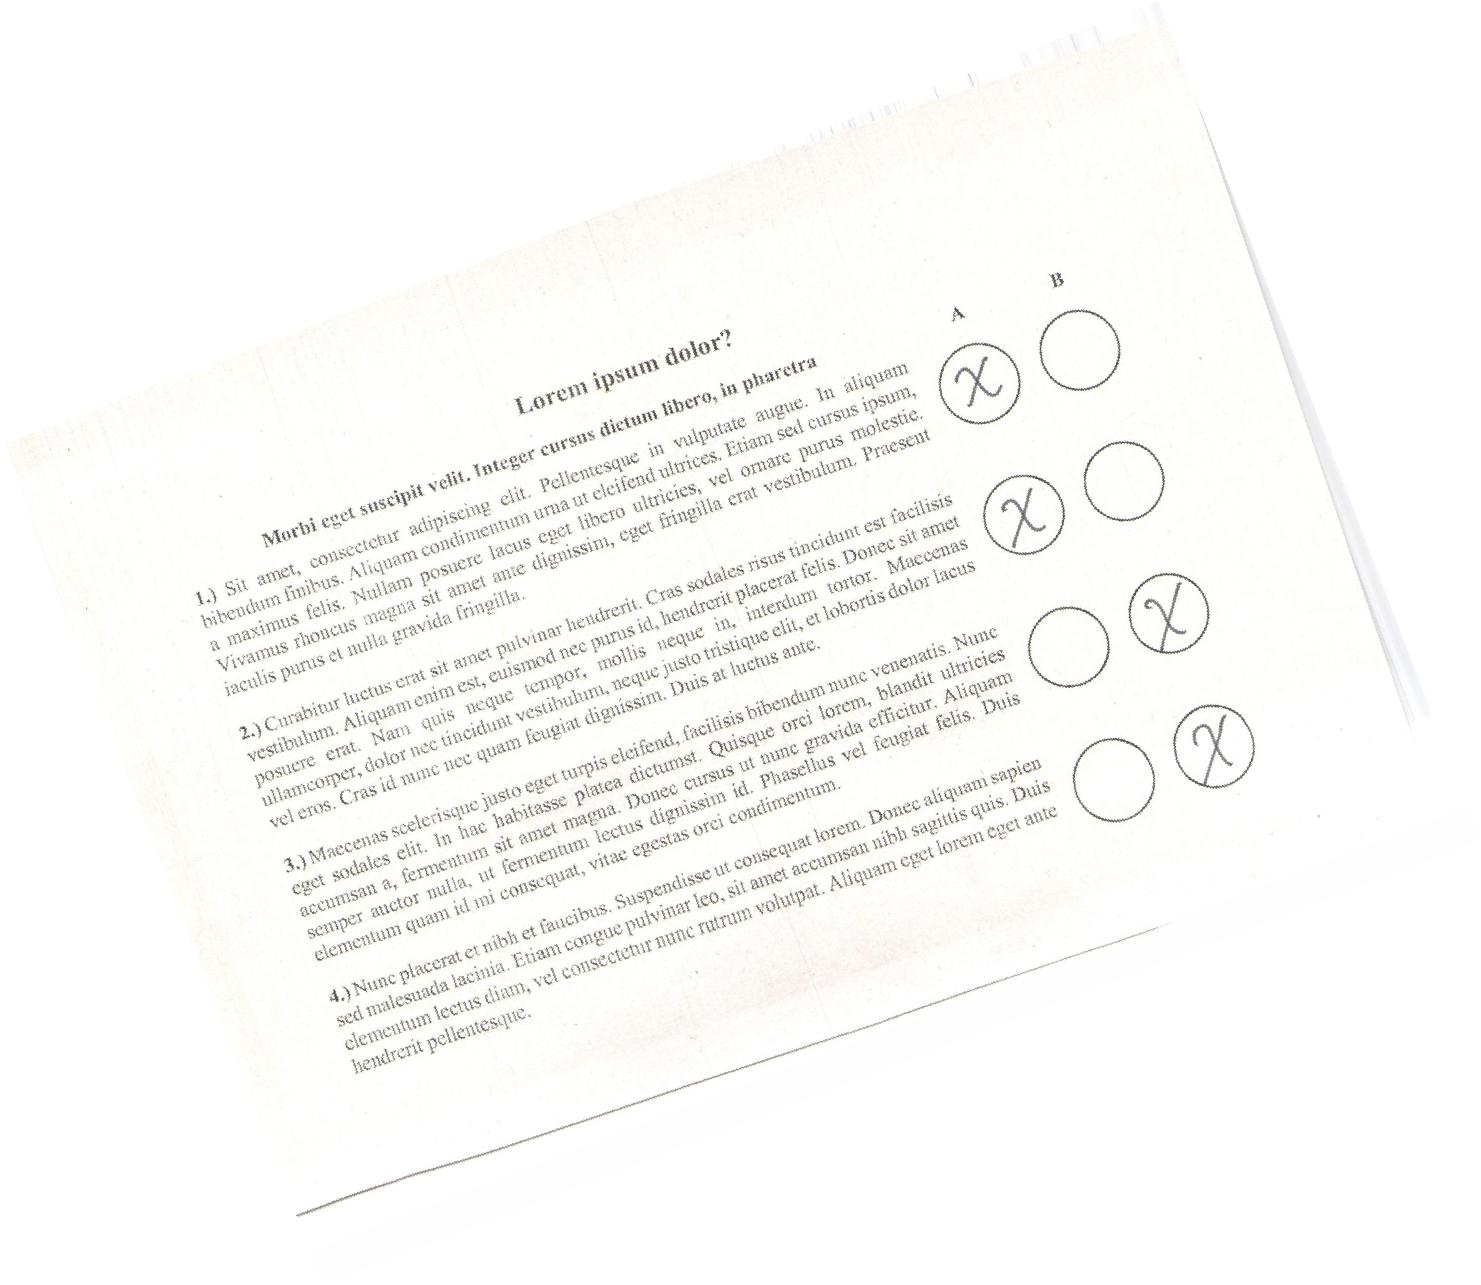 Lorem ipsum dolor?
Morbi eget suscipit velit. Integer cursus dictum libero, in pharetra
A B
1.) Sit amet, consectetur adipiscing elit. Pellentesque in vulputate augue. In aliquam
bibendum finibus. Aliquam condimentum urna ut eleifend ultrices. Etiam sed cursus ipsum,
a maximus felis. Nullam posuere lacus eget libero ultricies, vel ornare purus molestie.
Vivamus rhoncus magna sit amet ante dignissim, eget fringilla erat vestibulum. Praesent
iaculis purus et nulla gravida fringilla.
X
2.) Curabitur luctus erat sit amet pulvinar hendrerit. Cras sodales risus tincidunt est facilisis
vestibulum. Aliquam enim est, euismod nec purus id, hendrerit placerat felis. Donec sit amet
posuere erat. Nam quis neque tempor, mollis neque in, interdum tortor. Maecenas
ullamcorper, dolor nec tincidunt vestibulum, neque justo tristique elit, et lobortis dolor lacus
vel eros. Cras id nunc nec quam feugiat dignissim. Duis at luctus ante.
X
3.) Maecenas scelerisque justo eget turpis eleifend, facilisis bibendum nunc venenatis. Nunc
eget sodales elit. In hac habitasse platea dictumst. Quisque orci lorem, blandit ultricies
accumsan a, fermentum sit amet magna. Donec cursus ut nunc gravida efficitur. Aliquam
semper auctor nulla, ut fermentum lectus dignissim id. Phasellus vel feugiat felis. Duis
elementum quam id mi consequat, vitae egestas orci condimentum.
X
4.) Nunc placerat et nibh et faucibus. Suspendisse ut consequat lorem. Donec aliquam sapien
sed malesuada lacinia. Etiam congue pulvinar leo, sit amet accumsan nibh sagittis quis. Duis
elementum lectus diam, vel consectetur nunc rutrum volutpat. Aliquam eget lorem eget ante
hendrerit pellentesque.
X